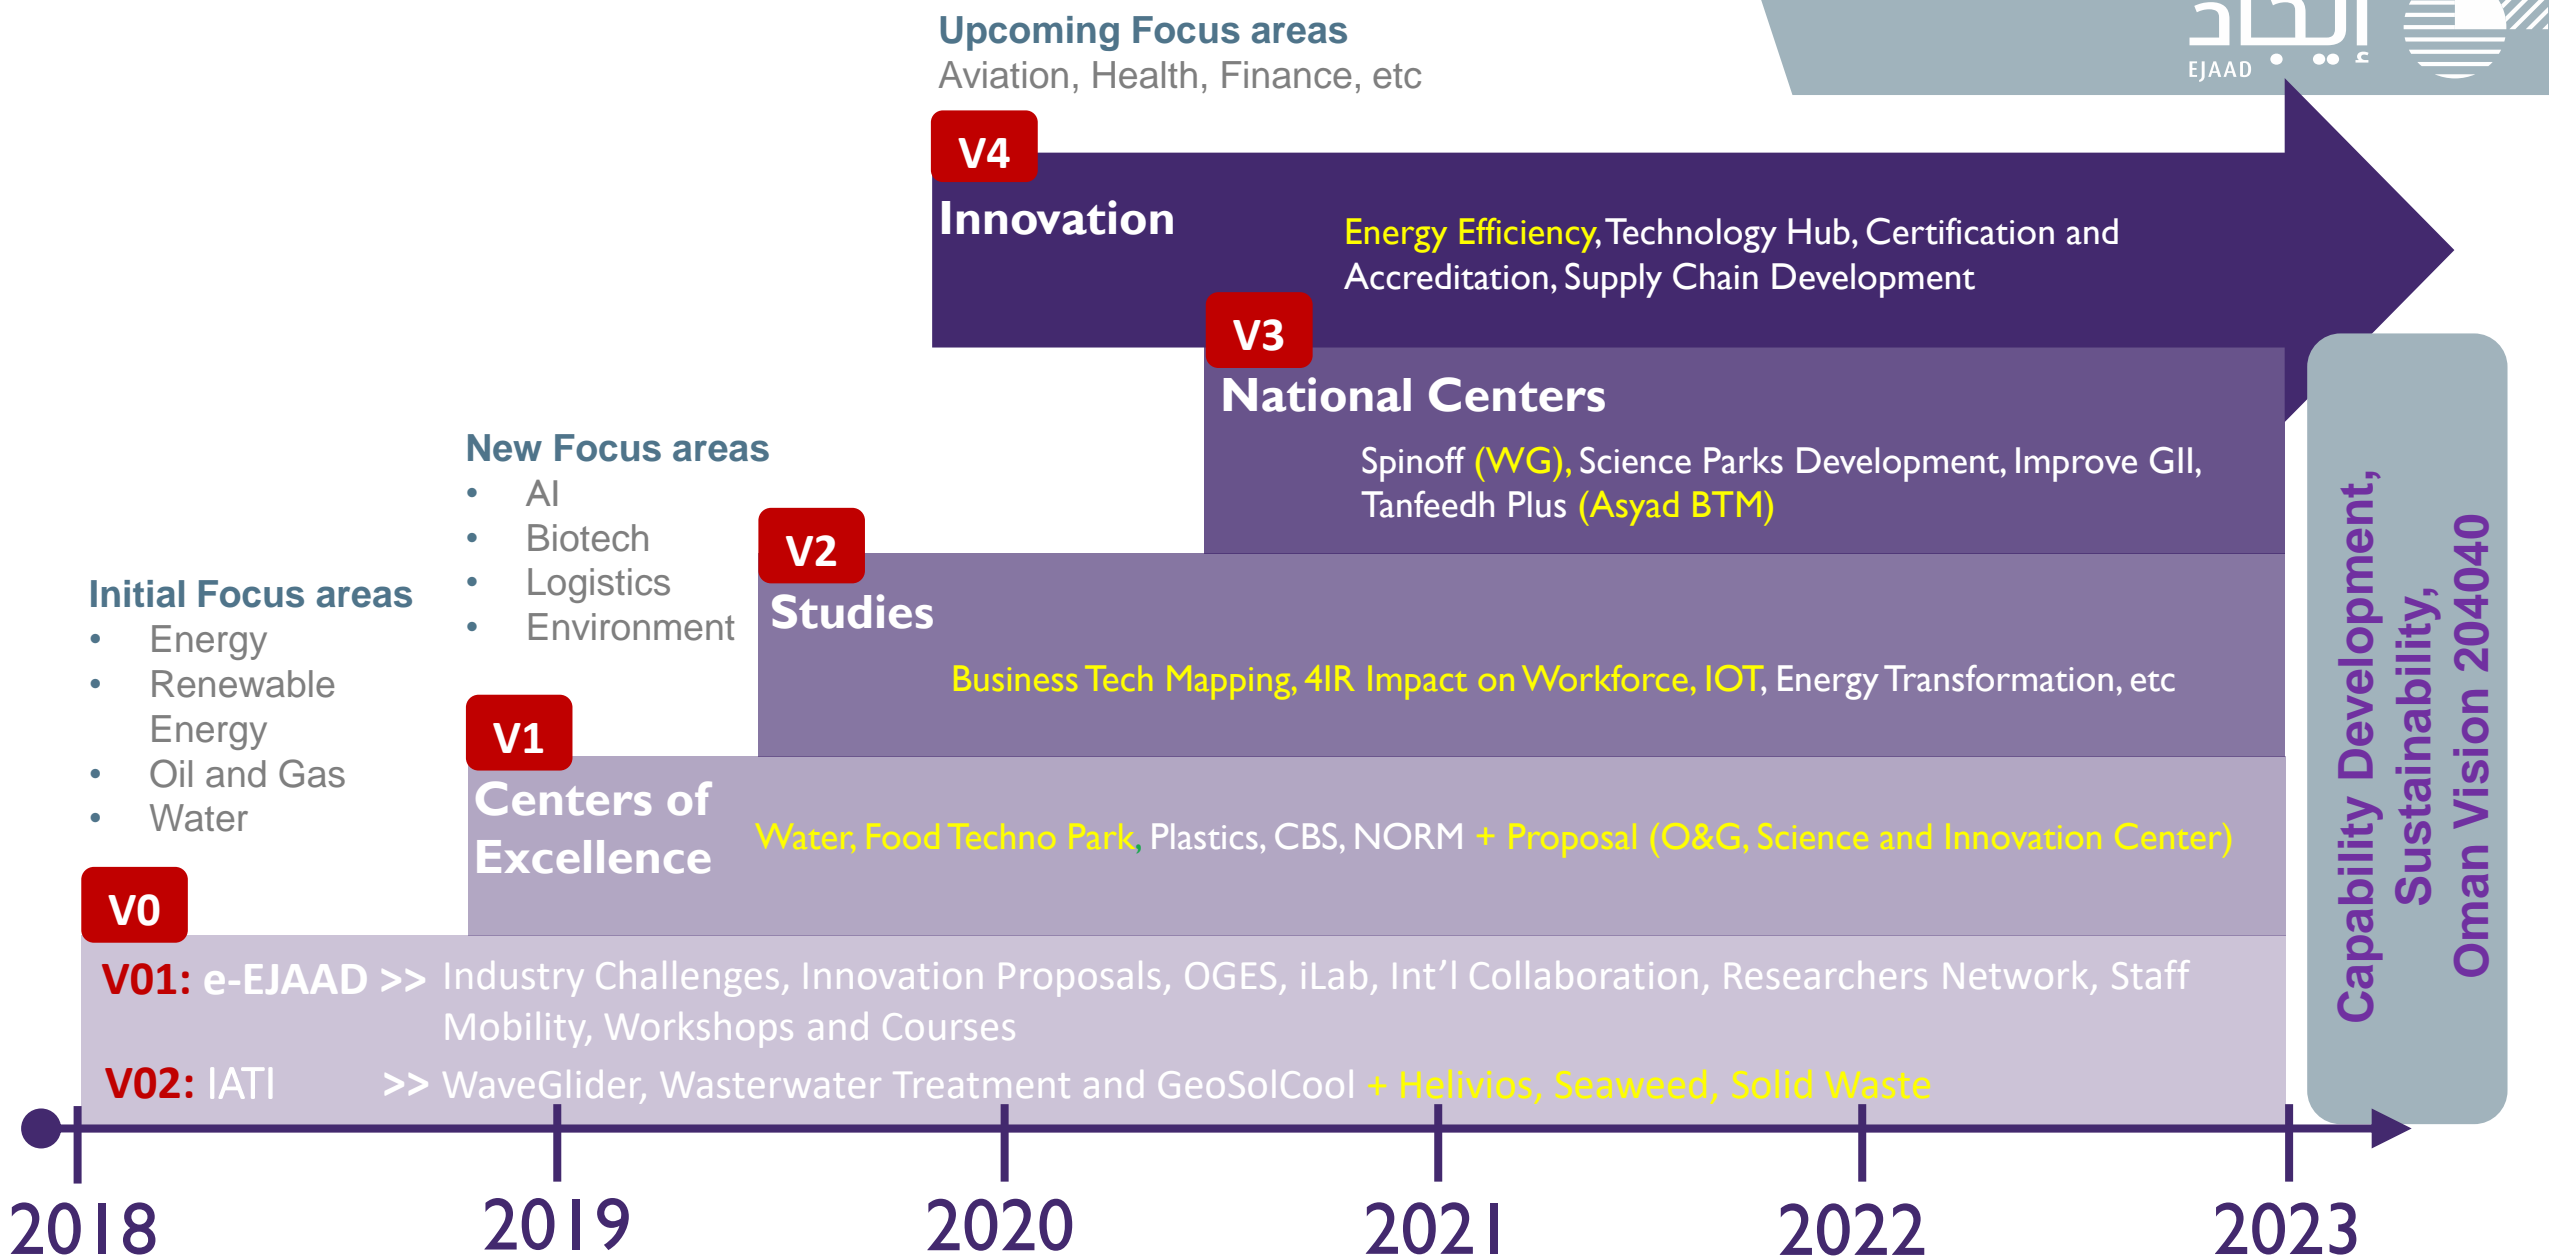 إيجاد
EJAAD
Upcoming Focus areas
Aviation, Health, Finance, etc
V4
Innovation
Energy Efficiency, Technology Hub, Certification and
Accreditation, Supply Chain Development
V3
National Centers
Spinoff (WG), Science Parks Development, Improve GII,
Tanfeedh Plus (Asyad BTM)
New Focus areas
• AI
• Biotech
• Logistics
• Environment
V2
Studies
Business Tech Mapping, 4IR Impact on Workforce, IOT, Energy Transformation, etc
Initial Focus areas
• Energy
• Renewable
Energy
• Oil and Gas
• Water
V1
Centers of
Excellence
Water, Food Techno Park, Plastics, CBS, NORM + Proposal (O&G, Science and Innovation Center)
V0
V01: e-EJAAD >> Industry Challenges, Innovation Proposals, OGES, iLab, Int'l Collaboration, Researchers Network, Staff
Mobility, Workshops and Courses
V02: IATI >> WaveGlider, Wasterwater Treatment and GeoSolCool + Helivios, Seaweed, Solid Waste
Capability Development,
Sustainability,
Oman Vision 204040
2018 2019 2020 2021 2022 2023